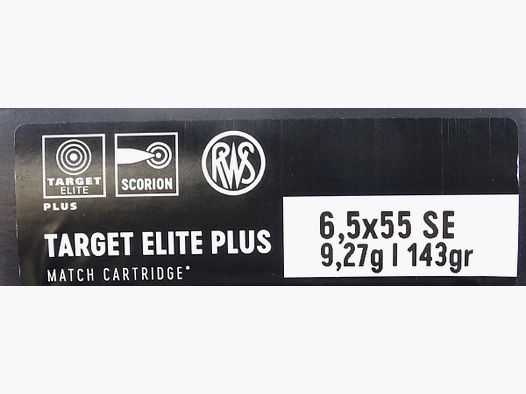 TARGET
ELITE
PLUS
SCORION
RWS
TARGET ELITE PLUS
MATCH CARTRIDGE*
6,5x55 SE
9,27g | 143gr